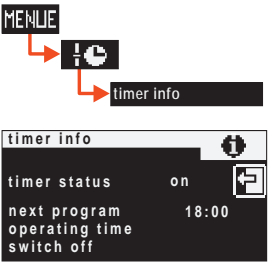 MENUE
timer info
timer info
timer status on
next program 18:00
operating time
switch off